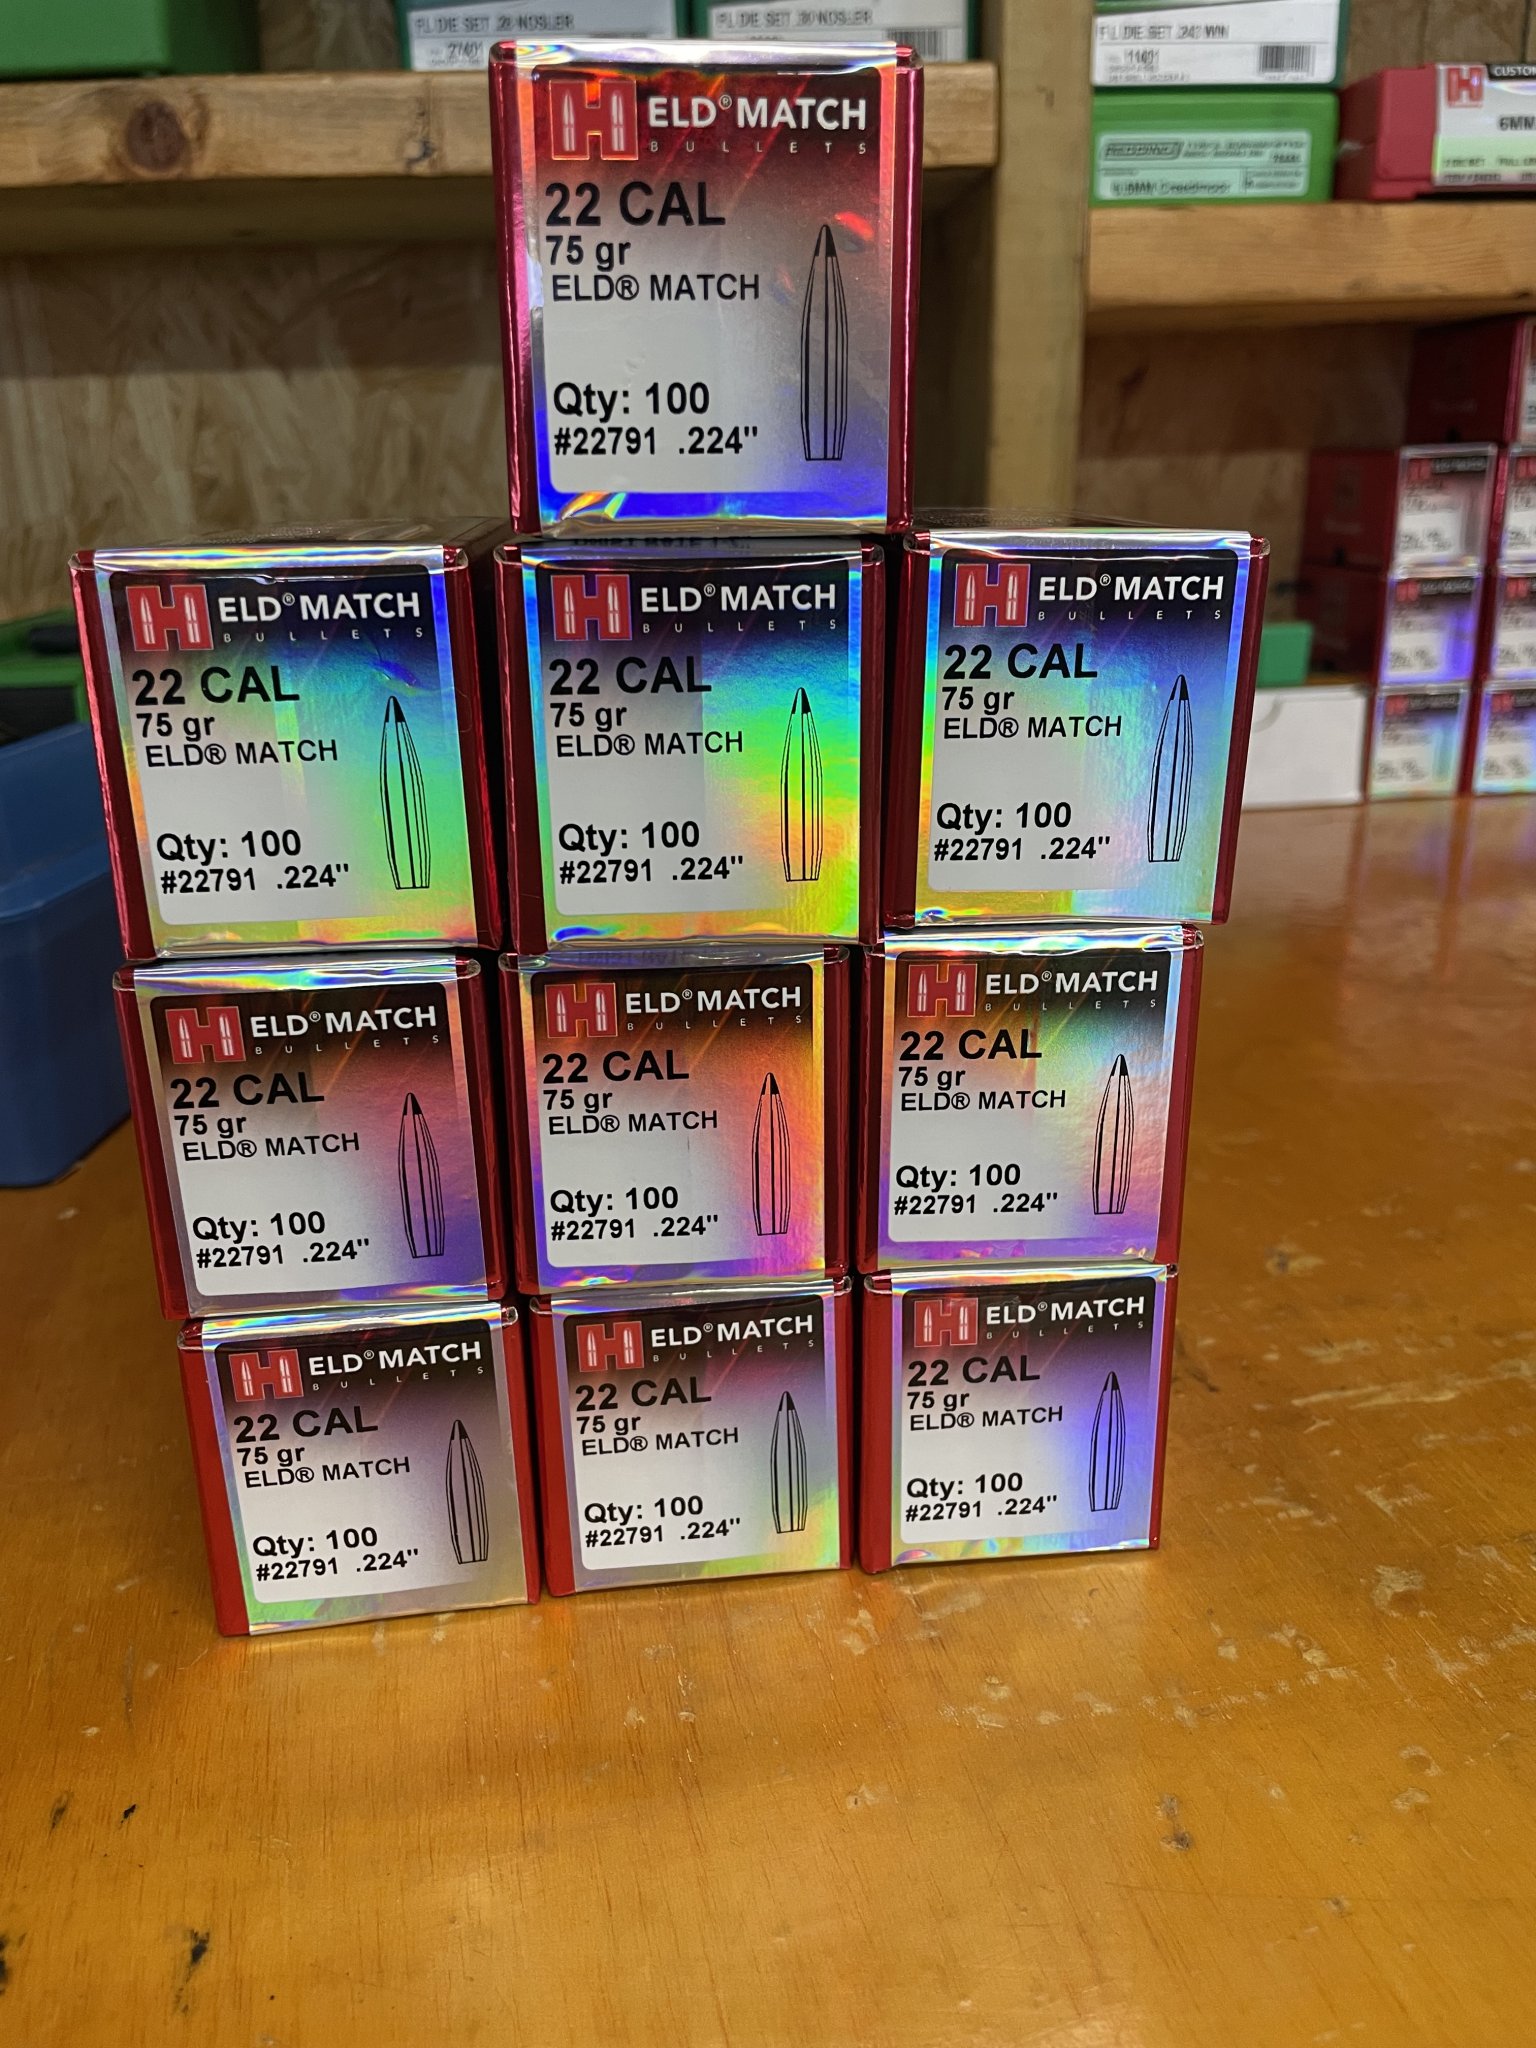 FL DIE SET .28 NOSLER
FL DIE SET .30 NOSLER
FL DIE SET .243 WIN
11401
CUSTOM
6MM
ELD® MATCH
BULLETS
22 CAL
75 gr
ELD® MATCH
Qty: 100
#22791 .224"
ELD® MATCH
BULLETS
22 CAL
75 gr
ELD® MATCH
Qty: 100
#22791 .224"
ELD® MATCH
BULLETS
22 CAL
75 gr
ELD® MATCH
Qty: 100
#22791 .224"
ELD® MATCH
BULLETS
22 CAL
75 gr
ELD® MATCH
Qty: 100
#22791 .224"
ELD® MATCH
BULLETS
22 CAL
75 gr
ELD® MATCH
Qty: 100
#22791 .224"
ELD® MATCH
BULLETS
22 CAL
75 gr
ELD® MATCH
Qty: 100
#22791 .224"
ELD® MATCH
BULLETS
22 CAL
75 gr
ELD® MATCH
Qty: 100
#22791 .224"
ELD® MATCH
BULLETS
22 CAL
75 gr
ELD® MATCH
Qty: 100
#22791 .224"
ELD® MATCH
BULLETS
22 CAL
75 gr
ELD® MATCH
Qty: 100
#22791 .224"
ELD® MATCH
BULLETS
22 CAL
75 gr
ELD® MATCH
Qty: 100
#22791 .224"